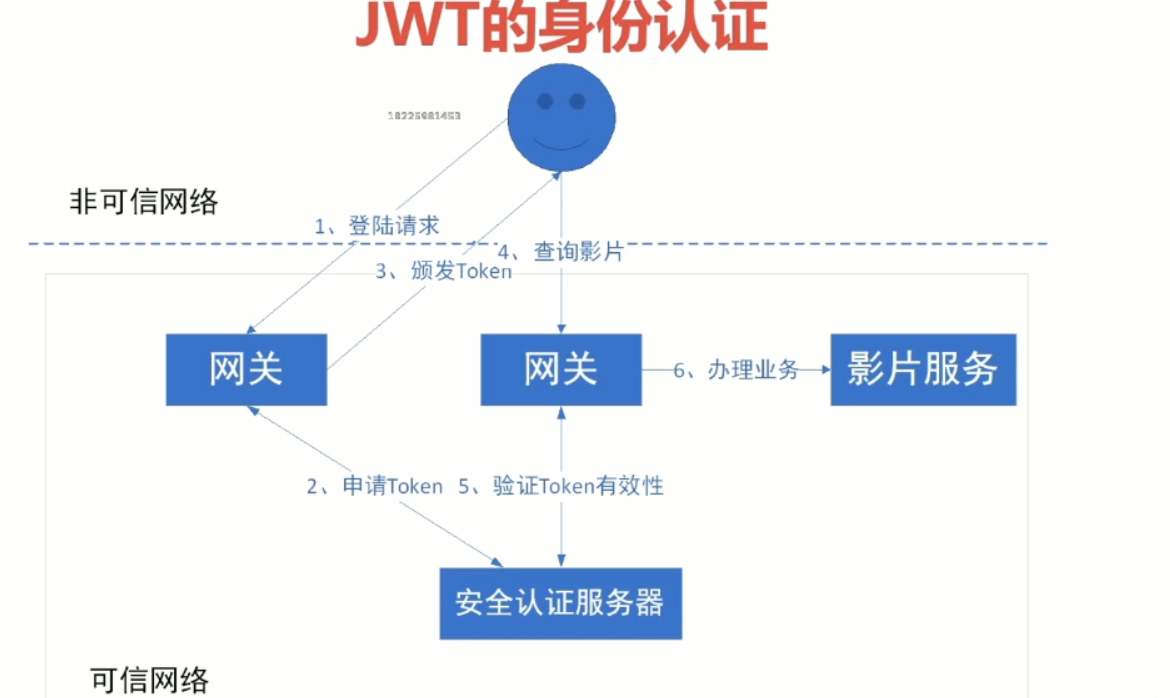 JWT的身份认证
18225981453
非可信网络
1、登陆请求
4、查询影片
3、颁发Token
网关
网关
6、办理业务
影片服务
2、申请Token
5、验证Token有效性
安全认证服务器
可信网络